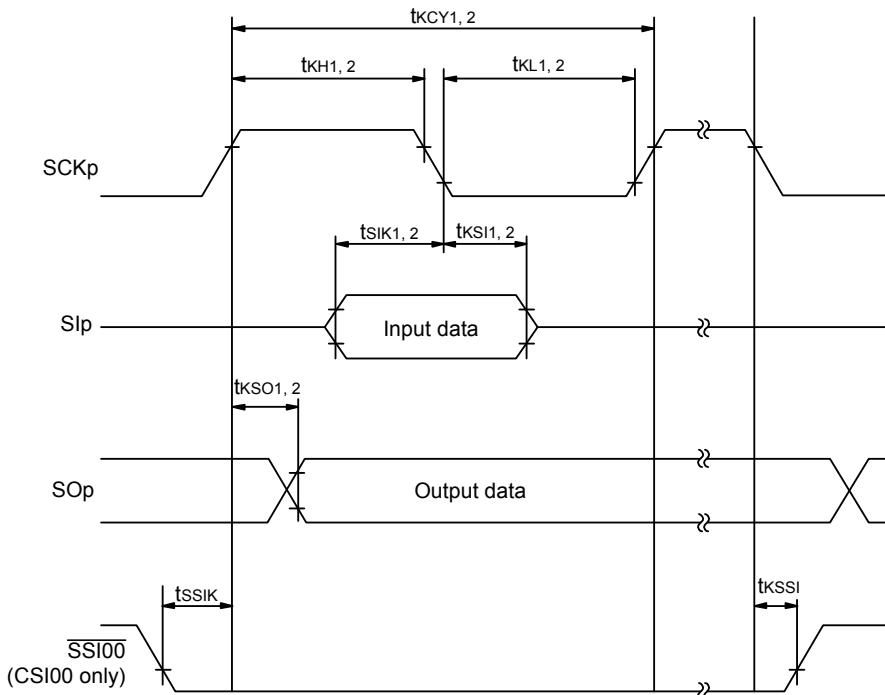 tKCY1, 2
tKH1, 2
tKL1, 2
SCKp
tSIK1, 2
tKSI1, 2
SIp
Input data
tKSO1, 2
SOp
Output data
tSSIK
tKSSI
SSI00
(CSI00 only)